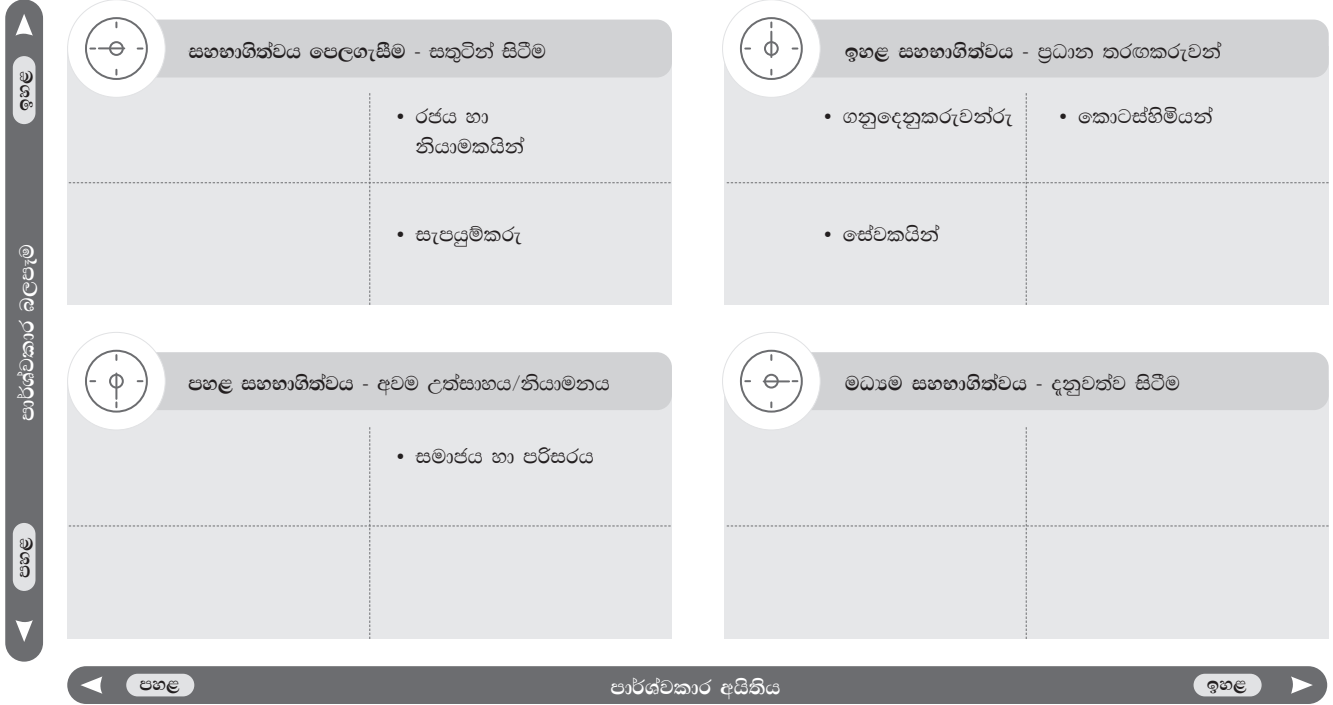 ඉහළ
පාර්ශ්වකාර බලපෑම
පහළ
සහභාගිත්වය පෙලගැසීම - සතුටින් සිටීම
• රජය හා
නියාමකයින්
• සැපයුම්කරු
ඉහළ සහභාගිත්වය - ප්‍රධාන තරඟකරුවන්
• ගනුදෙනුකරුවන්රු
• කොටස්හිමියන්
• සේවකයින්
පහළ සහභාගිත්වය - අවම උත්සාහය/නියාමනය
• සමාජය හා පරිසරය
මධ්‍යම සහභාගිත්වය - දැනුවත්ව සිටීම
පහළ
පාර්ශ්වකාර අයිතිය
ඉහළ